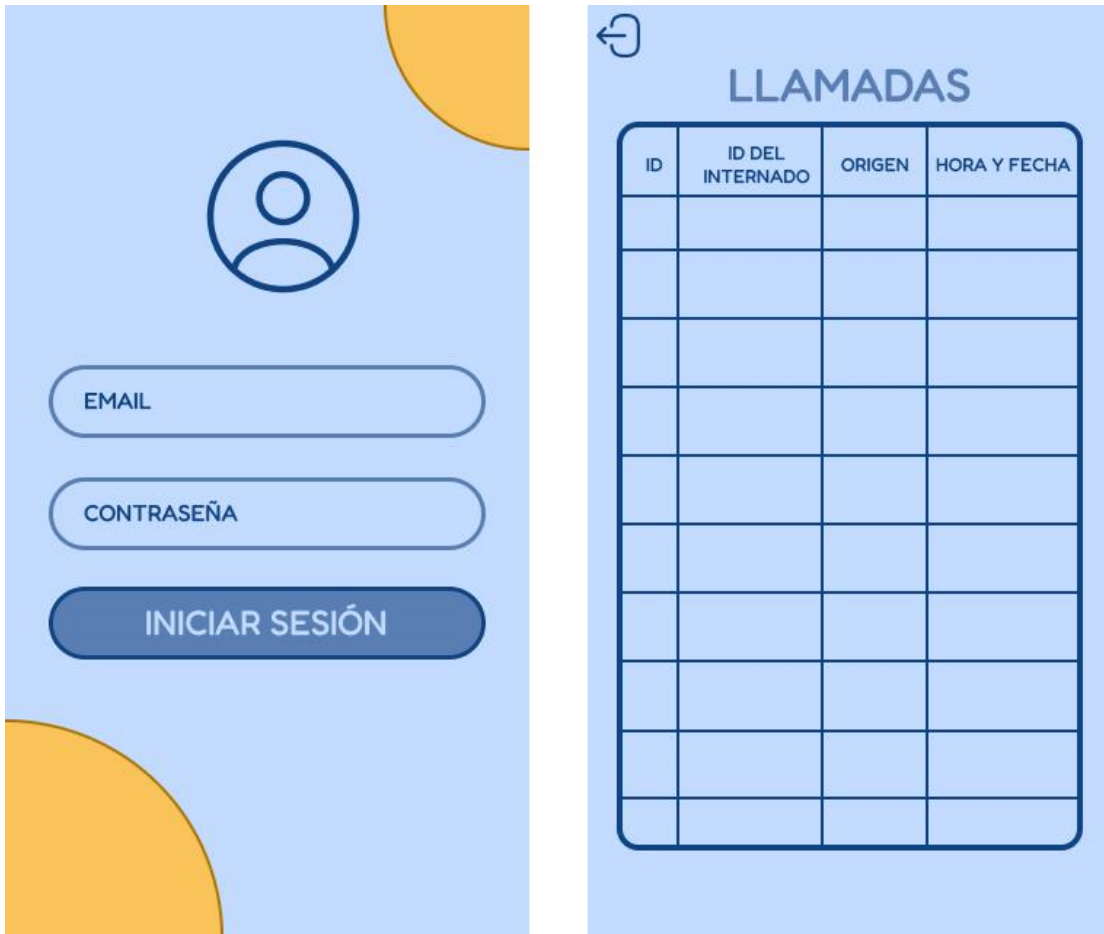 EMAIL
CONTRASEÑA
INICIAR SESIÓN
LLAMADAS
ID
ID DEL
INTERNADO
ORIGEN
HORA Y FECHA